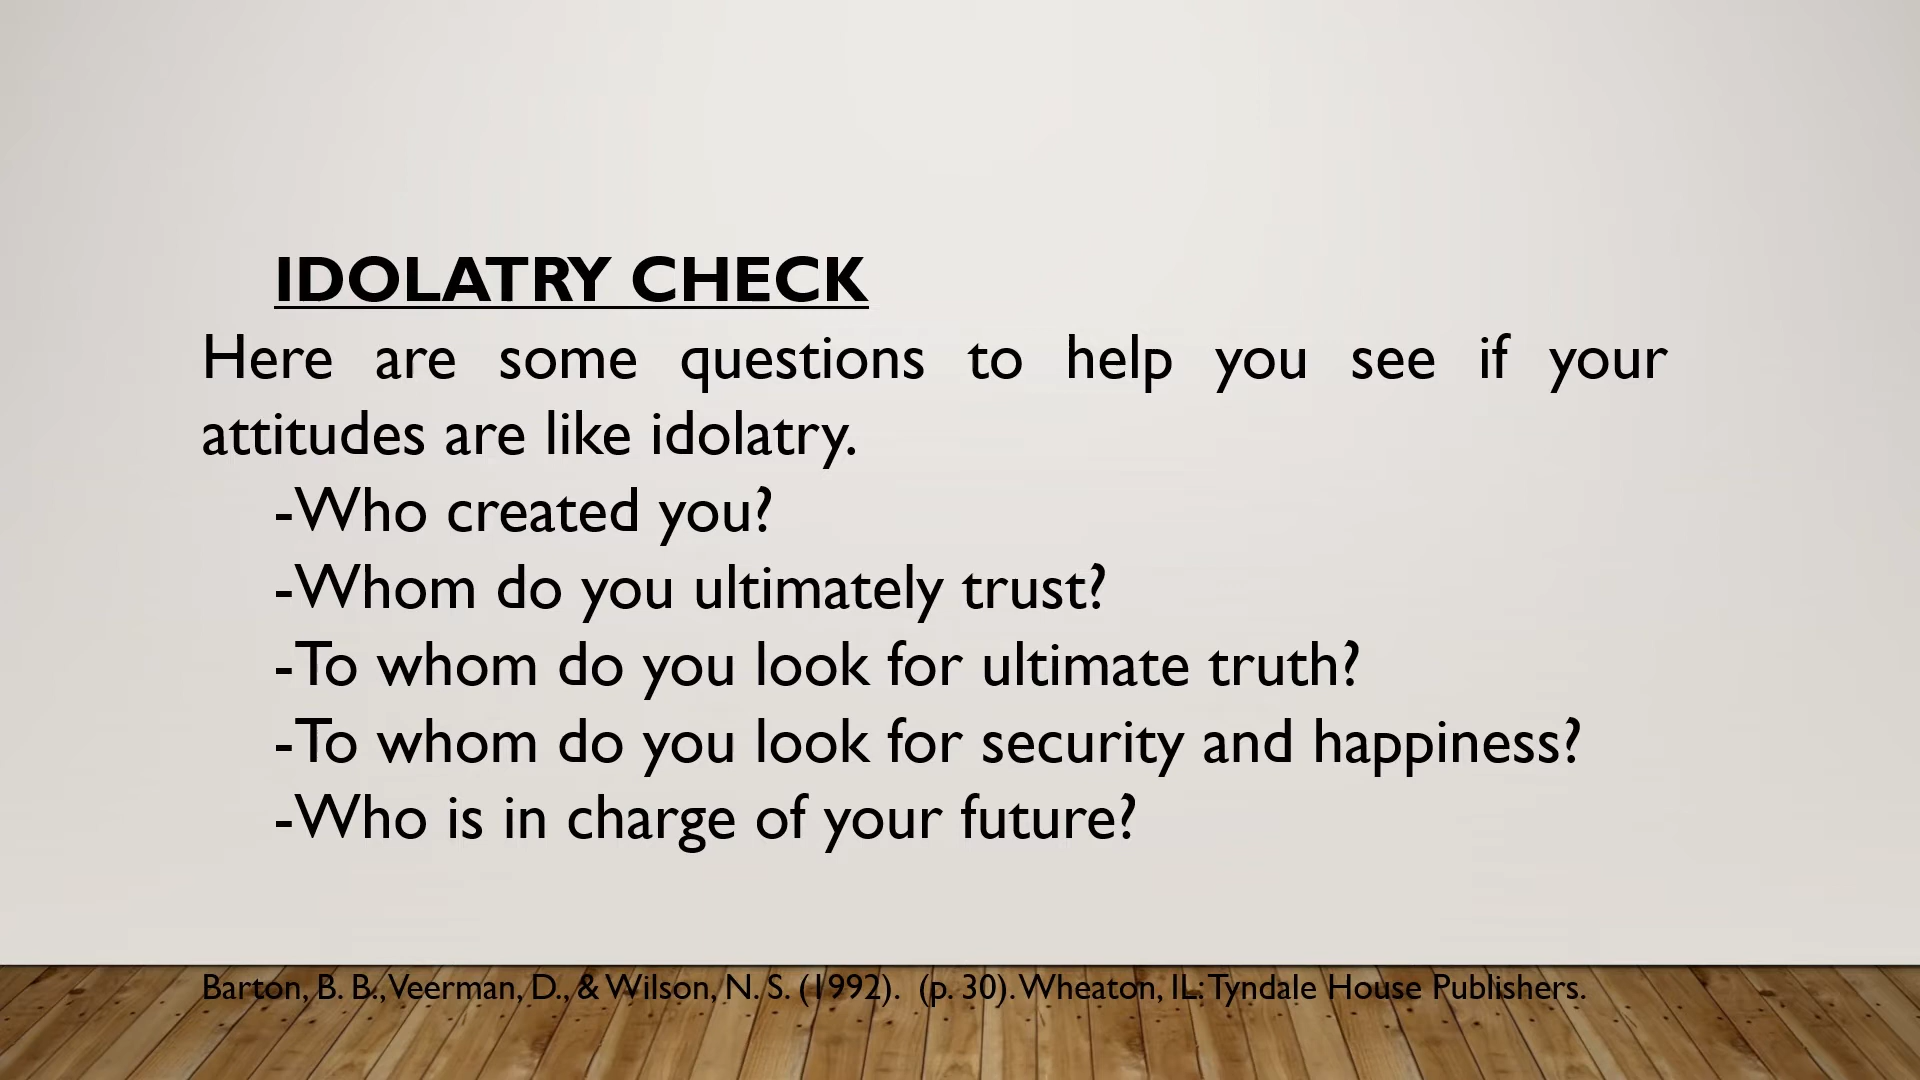 IDOLATRY CHECK
Here are some questions to help you see if your
attitudes are like idolatry.
-Who created you?
-Whom do you ultimately trust?
-To whom do you look for ultimate truth?
-To whom do you look for security and happiness?
-Who is in charge of your future?
Barton, B. B., Veerman, D., & Wilson, N. S. (1992).  (p. 30). Wheaton, IL: Tyndale House Publishers.